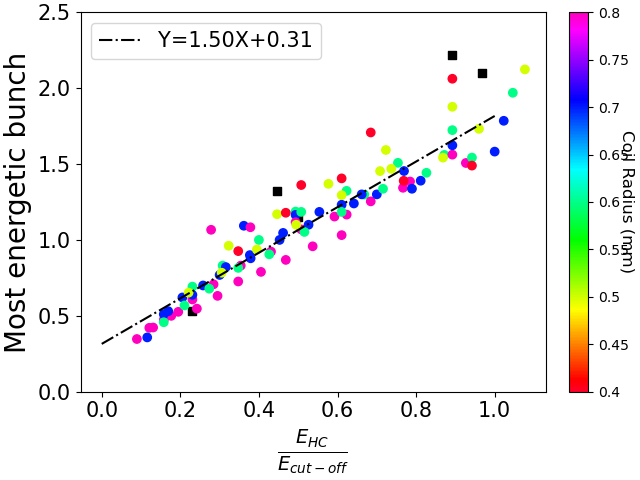 2.5
2.0
1.5
1.0
0.5
0.0
Most energetic bunch
Y=1.50X+0.31
0.0 0.2 0.4 0.6 0.8 1.0
E_HC
E_cut-off
0.8
0.75
0.7
0.65
0.6
0.55
0.5
0.45
0.4
Coil Radius (mm)